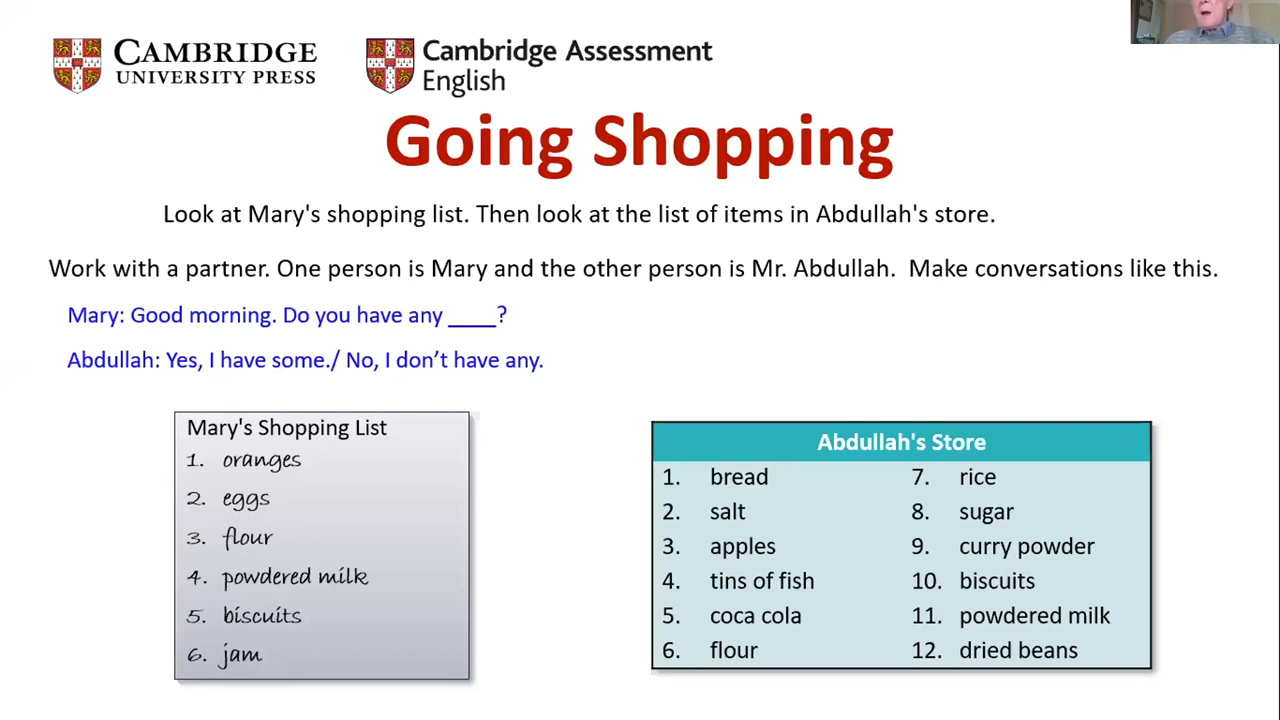 CAMBRIDGE
UNIVERSITY PRESS
Cambridge Assessment
English
Going Shopping
Look at Mary's shopping list. Then look at the list of items in Abdullah's store.
Work with a partner. One person is Mary and the other person is Mr. Abdullah. Make conversations like this.
Mary: Good morning. Do you have any ____?
Abdullah: Yes, I have some./ No, I don’t have any.
Mary's Shopping List
1. oranges
2. eggs
3. flour
4. powdered milk
5. biscuits
6. jam
Abdullah's Store
1. bread
2. salt
3. apples
4. tins of fish
5. coca cola
6. flour
7. rice
8. sugar
9. curry powder
10. biscuits
11. powdered milk
12. dried beans